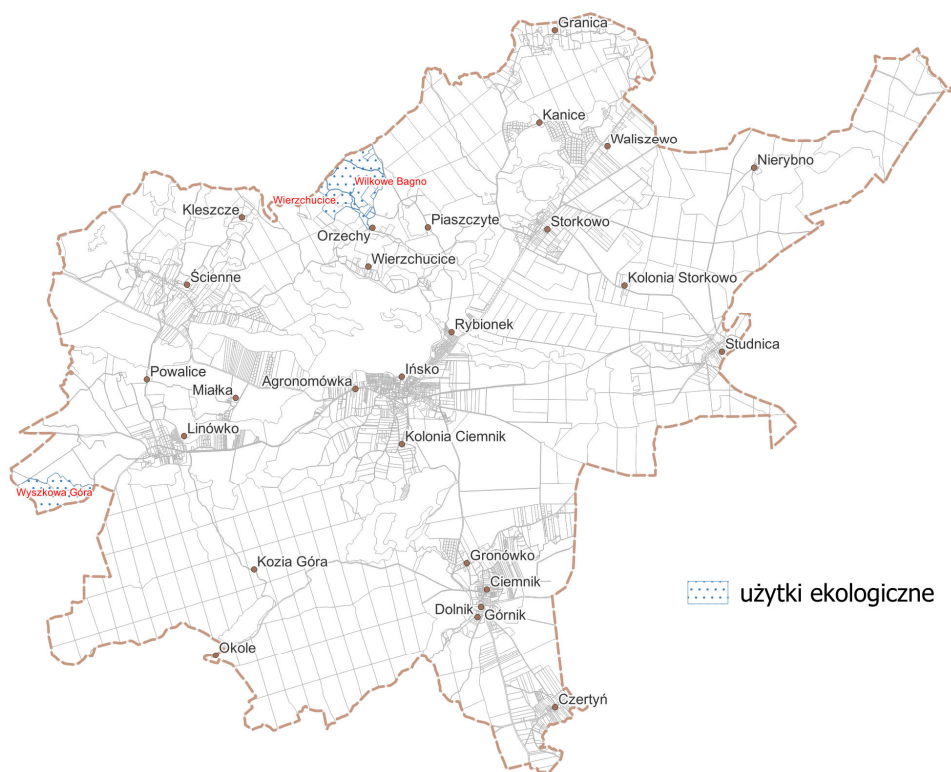 Granica
Kanice
Waliszewo
Nierybno
Wilkowe Bagno
Wierzchucice
Kleszcze
Orzechy
Piaszczyte
Storkowo
Wierzchucice
Ścienne
Kolonia Storkowo
Rybionek
Studnica
Powalice
Ińsko
Agronomówka
Miałka
Linówko
Kolonia Ciemnik
Wyszkowa Góra
Gronówko
Kozia Góra
Ciemnik
użytki ekologiczne
Dolnik
Górnik
Okole
Czertyń